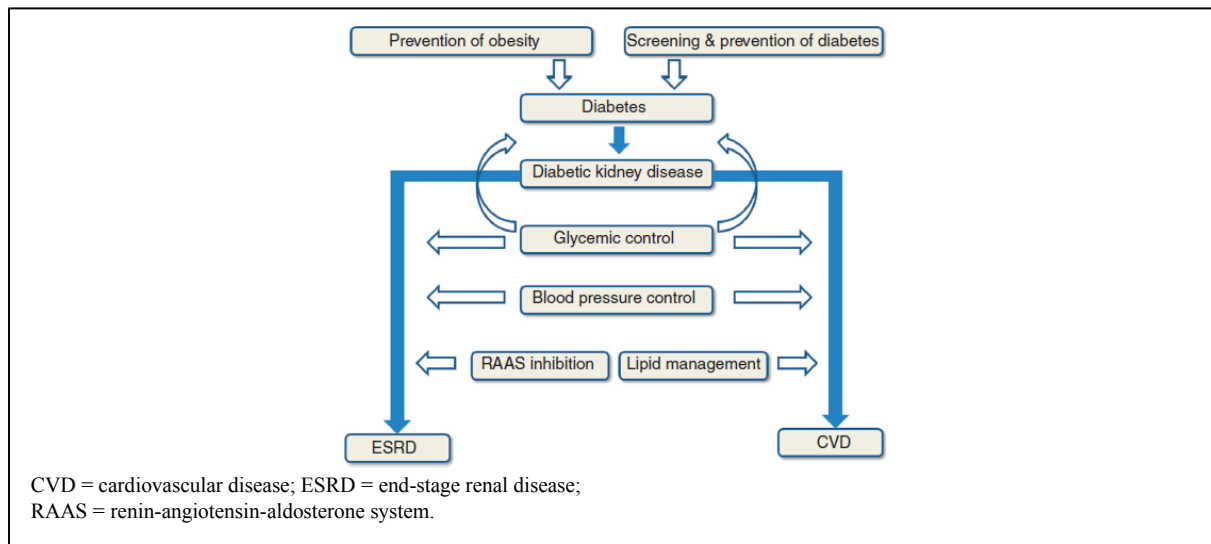 Prevention of obesity
Screening & prevention of diabetes
Diabetes
Diabetic kidney disease
Glycemic control
Blood pressure control
RAAS inhibition
Lipid management
ESRD
CVD
CVD = cardiovascular disease; ESRD = end-stage renal disease;
RAAS = renin-angiotensin-aldosterone system.